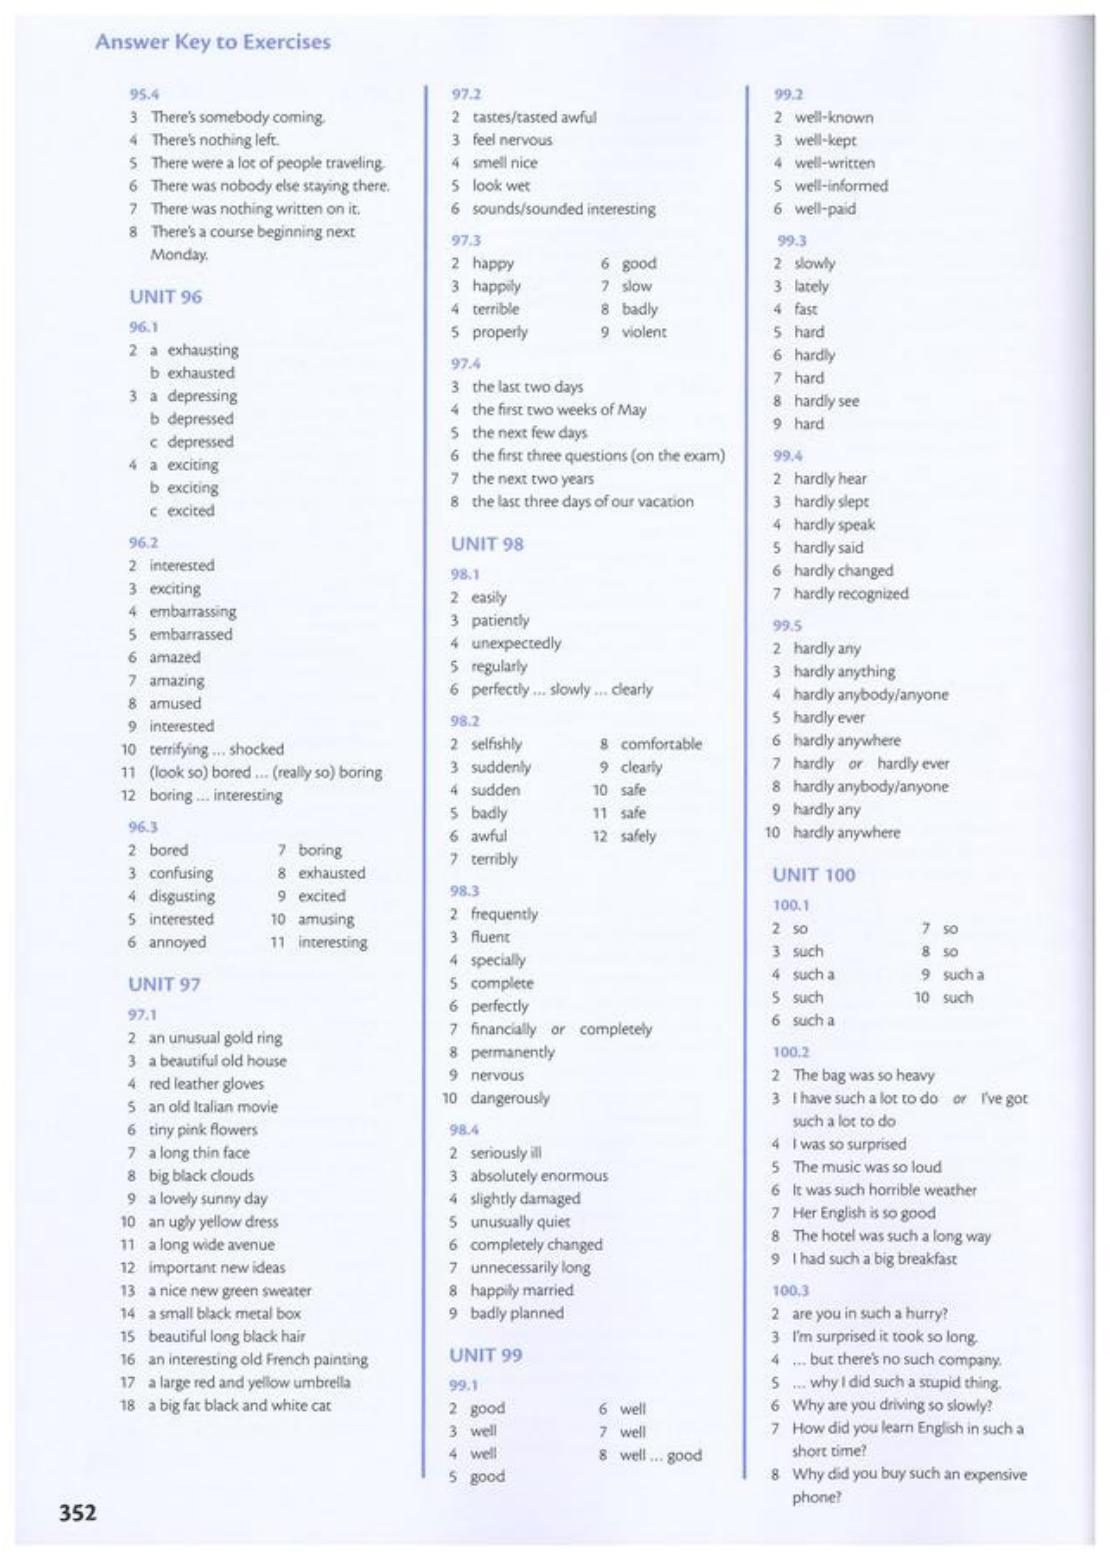 Answer Key to Exercises
95.4
3 There's somebody coming.
4 There's nothing left.
5 There were a lot of people traveling.
6 There was nobody else staying there.
7 There was nothing written on it.
8 There's a course beginning next
Monday.
UNIT 96
96.1
2 a exhausting
b exhausted
3 a depressing
b depressed
c depressed
4 a exciting
b exciting
c excited
96.2
2 interested
3 exciting
4 embarrassing
5 embarrassed
6 amazed
7 amazing
8 amused
9 interested
10 terrifying ... shocked
11 (look so) bored ... (really so) boring
12 boring ... interesting
96.3
2 bored
3 confusing
4 disgusting
5 interested
6 annoyed
7 boring
8 exhausted
9 excited
10 amusing
11 interesting
UNIT 97
97.1
2 an unusual gold ring
3 a beautiful old house
4 red leather gloves
5 an old Italian movie
6 tiny pink flowers
7 a long thin face
8 big black clouds
9 a lovely sunny day
10 an ugly yellow dress
11 a long wide avenue
12 important new ideas
13 a nice new green sweater
14 a small black metal box
15 beautiful long black hair
16 an interesting old French painting
17 a large red and yellow umbrella
18 a big fat black and white cat
97.2
2 tastes/tasted awful
3 feel nervous
4 smell nice
5 look wet
6 sounds/sounded interesting
97.3
2 happy
3 happily
4 terrible
5 properly
6 good
7 slow
8 badly
9 violent
97.4
3 the last two days
4 the first two weeks of May
5 the next few days
6 the first three questions (on the exam)
7 the next two years
8 the last three days of our vacation
UNIT 98
98.1
2 easily
3 patiently
4 unexpectedly
5 regularly
6 perfectly ... slowly ... clearly
98.2
2 selfishly
3 suddenly
4 sudden
5 badly
6 awful
7 terribly
8 comfortable
9 clearly
10 safe
11 safe
12 safely
98.3
2 frequently
3 fluent
4 specially
5 complete
6 perfectly
7 financially or completely
8 permanently
9 nervous
10 dangerously
98.4
2 seriously ill
3 absolutely enormous
4 slightly damaged
5 unusually quiet
6 completely changed
7 unnecessarily long
8 happily married
9 badly planned
UNIT 99
99.1
2 good
3 well
4 well
5 good
6 well
7 well
8 well ... good
99.2
2 well-known
3 well-kept
4 well-written
5 well-informed
6 well-paid
99.3
2 slowly
3 lately
4 fast
5 hard
6 hardly
7 hard
8 hardly see
9 hard
99.4
2 hardly hear
3 hardly slept
4 hardly speak
5 hardly said
6 hardly changed
7 hardly recognized
99.5
2 hardly any
3 hardly anything
4 hardly anybody/anyone
5 hardly ever
6 hardly anywhere
7 hardly or hardly ever
8 hardly anybody/anyone
9 hardly any
10 hardly anywhere
UNIT 100
100.1
2 so
3 such
4 such a
5 such
6 such a
7 so
8 so
9 such a
10 such
100.2
2 The bag was so heavy
3 I have such a lot to do or I've got
such a lot to do
4 I was so surprised
5 The music was so loud
6 It was such horrible weather
7 Her English is so good
8 The hotel was such a long way
9 I had such a big breakfast
100.3
2 are you in such a hurry?
3 I'm surprised it took so long.
4 ... but there's no such company.
5 ... why I did such a stupid thing.
6 Why are you driving so slowly?
7 How did you learn English in such a
short time?
8 Why did you buy such an expensive
phone?
352